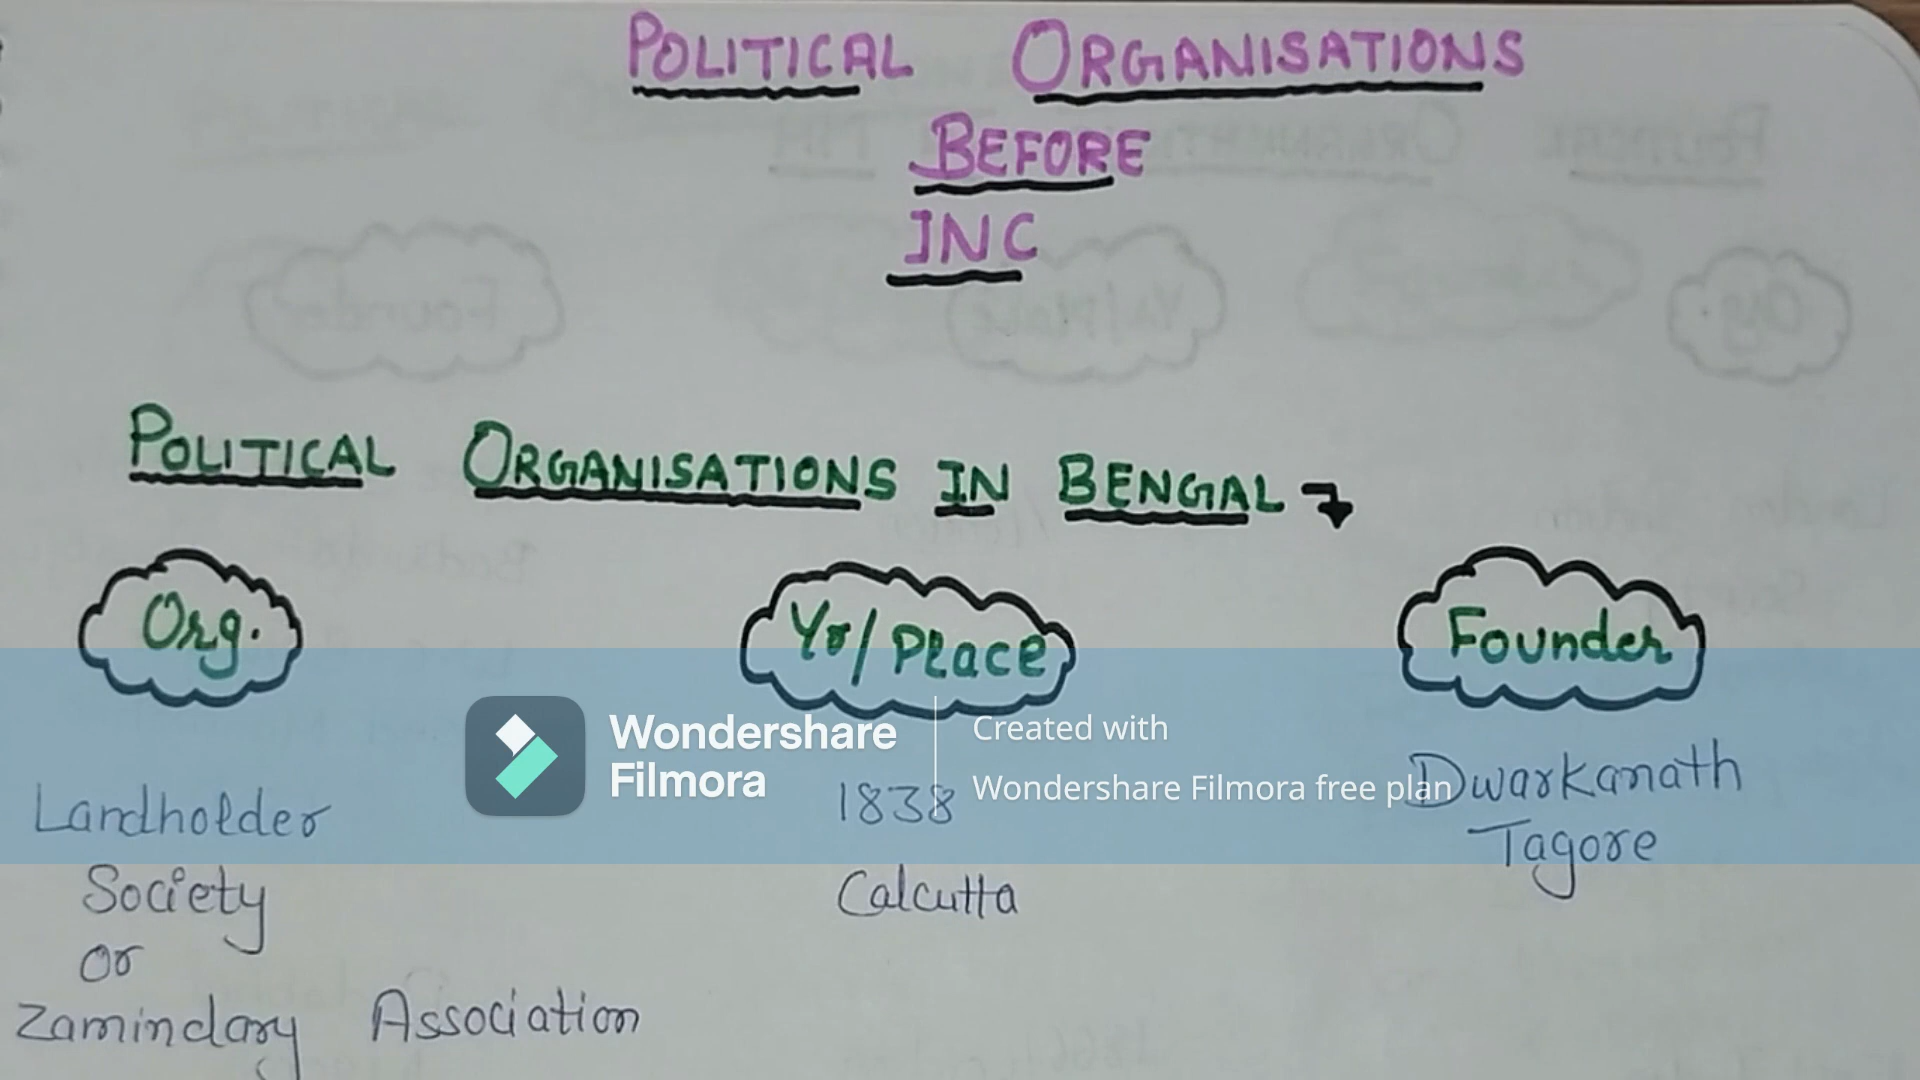 POLITICAL ORGANISATIONS
BEFORE
INC
POLITICAL ORGANISATIONS IN BENGAL
Org. Yr/Place Founder
Wondershare
Filmora
Created with
Wondershare Filmora free plan
Landholder 1838 Dwarkanath
Society Calcutta Tagore
or
Zamindary Association